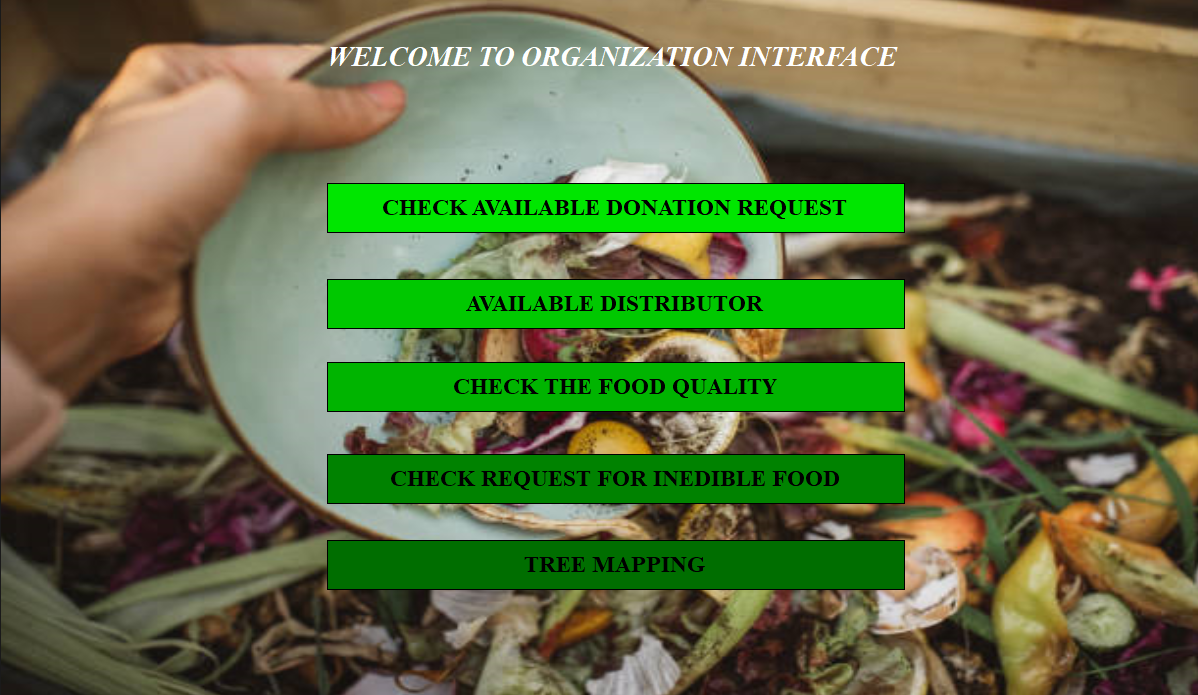 WELCOME TO ORGANIZATION INTERFACE
CHECK AVAILABLE DONATION REQUEST
AVAILABLE DISTRIBUTOR
CHECK THE FOOD QUALITY
CHECK REQUEST FOR INEDIBLE FOOD
TREE MAPPING